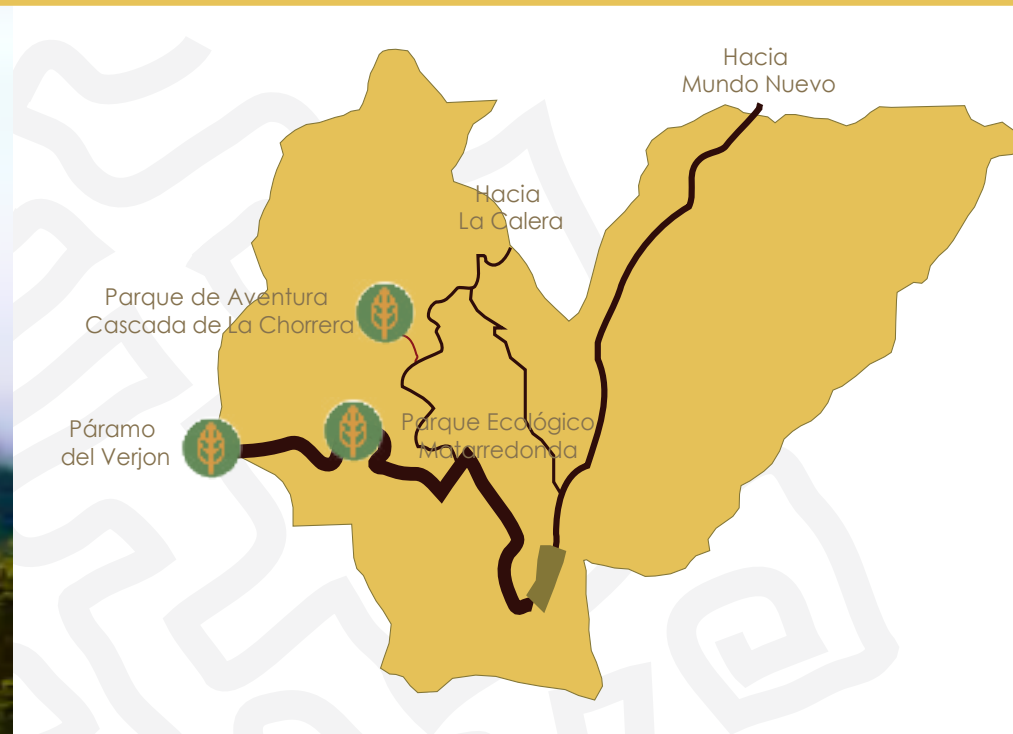 Hacia
Mundo Nuevo
Hacia
La Calera
Parque de Aventura
Cascada de La Chorrera
Parque Ecológico
Matarredonda
Páramo
del Verjon